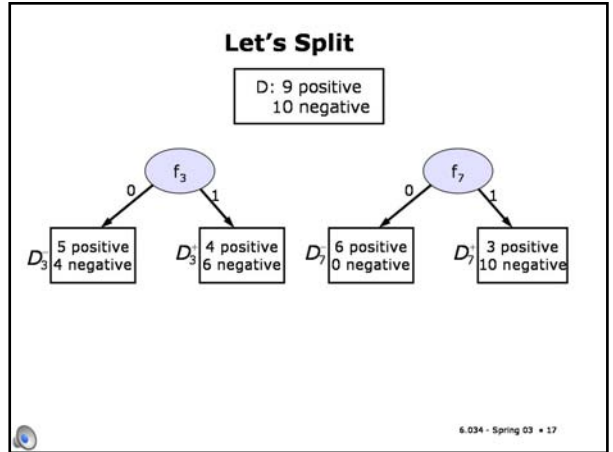 Let's Split
D: 9 positive
10 negative
f₃
0
1
D₃⁻
5 positive
4 negative
D₃⁺
4 positive
6 negative
f₇
0
1
D₇⁻
6 positive
0 negative
D₇⁺
3 positive
10 negative
6.034 - Spring 03 • 17